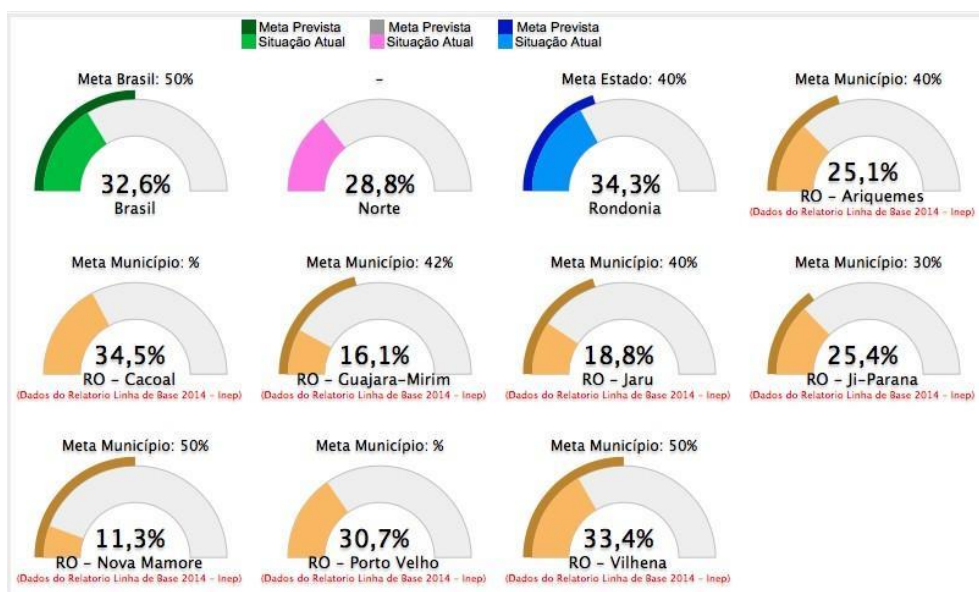 Meta Prevista
Situação Atual
Meta Prevista
Situação Atual
Meta Prevista
Situação Atual
Meta Brasil: 50%
32,6%
Brasil
-
28,8%
Norte
Meta Estado: 40%
34,3%
Rondonia
Meta Município: 40%
25,1%
RO - Ariquemes
(Dados do Relatorio Linha de Base 2014 - Inep)
Meta Município: %
34,5%
RO - Cacoal
(Dados do Relatorio Linha de Base 2014 - Inep)
Meta Município: 42%
16,1%
RO - Guajara-Mirim
(Dados do Relatorio Linha de Base 2014 - Inep)
Meta Município: 40%
18,8%
RO - Jaru
(Dados do Relatorio Linha de Base 2014 - Inep)
Meta Município: 30%
25,4%
RO - Ji-Parana
(Dados do Relatorio Linha de Base 2014 - Inep)
Meta Município: 50%
11,3%
RO - Nova Mamore
(Dados do Relatorio Linha de Base 2014 - Inep)
Meta Município: %
30,7%
RO - Porto Velho
(Dados do Relatorio Linha de Base 2014 - Inep)
Meta Município: 50%
33,4%
RO - Vilhena
(Dados do Relatorio Linha de Base 2014 - Inep)